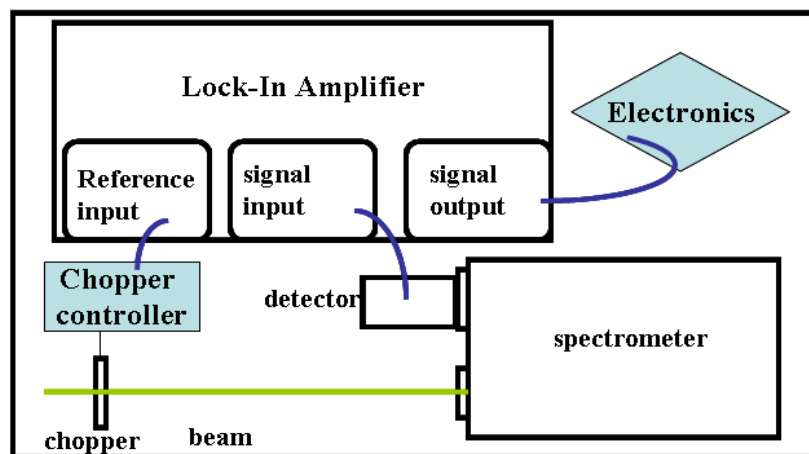 Lock-In Amplifier
Electronics
Reference
input
signal
input
signal
output
Chopper
controller
detector
spectrometer
chopper
beam